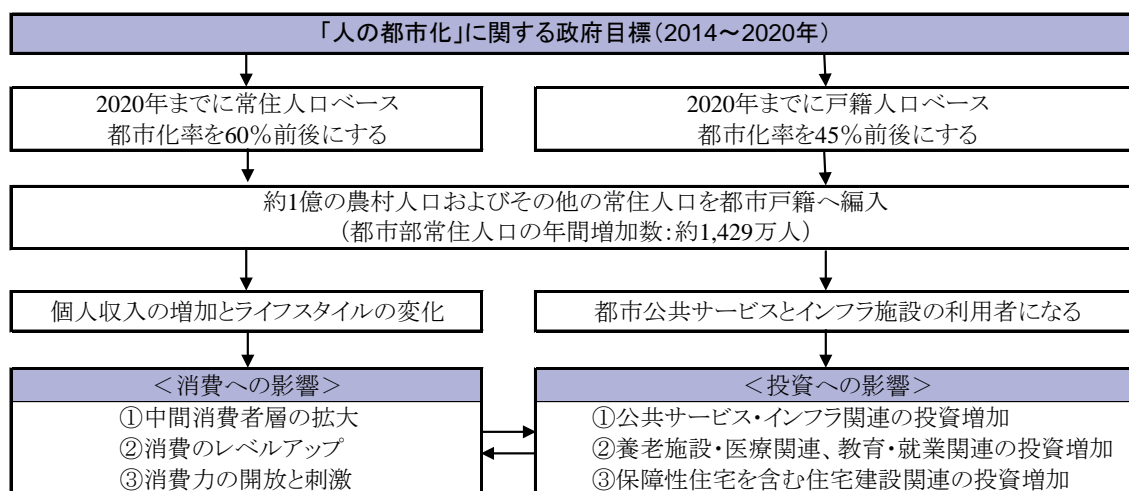 「人の都市化」に関する政府目標(2014～2020年)
2020年までに常住人口ベース
都市化率を60%前後にする
2020年までに戸籍人口ベース
都市化率を45%前後にする
約1億の農村人口およびその他の常住人口を都市戸籍へ編入
(都市部常住人口の年間増加数:約1,429万人)
個人収入の増加とライフスタイルの変化
都市公共サービスとインフラ施設の利用者になる
＜消費への影響＞
①中間消費者層の拡大
②消費のレベルアップ
③消費力の開放と刺激
＜投資への影響＞
①公共サービス・インフラ関連の投資増加
②養老施設・医療関連、教育・就業関連の投資増加
③保障性住宅を含む住宅建設関連の投資増加